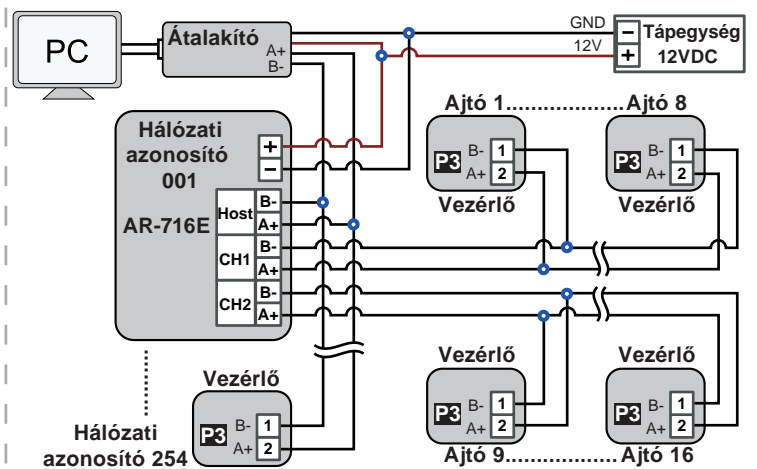 PC
Átalakító
A+
B-
GND
12V
Tápegység
12VDC
−
+
Ajtó 1.................... Ajtó 8
P3
B-
A+
1
2
Vezérlő
P3
B-
A+
1
2
Vezérlő
Hálózati
azonosító
001
AR-716E
+
−
Host
B-
A+
CH1
B-
A+
CH2
B-
A+
Vezérlő
P3
B-
A+
1
2
Hálózati
azonosító 254
Vezérlő
P3
B-
A+
1
2
Vezérlő
P3
B-
A+
1
2
Ajtó 9................... Ajtó 16